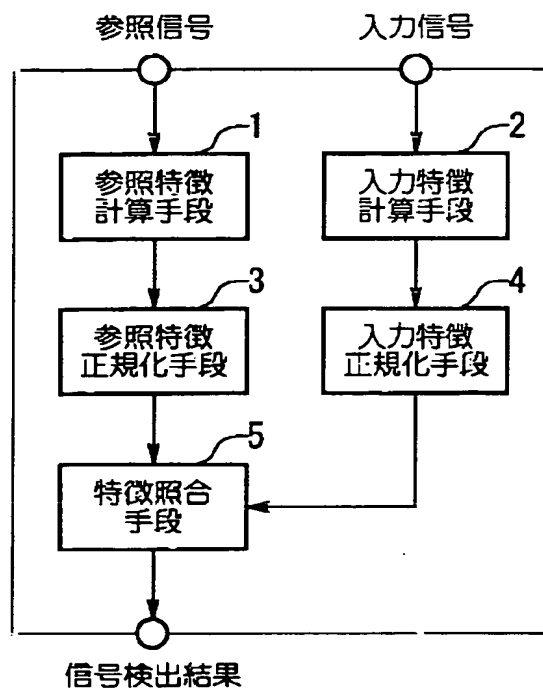 参照信号
入力信号
1
2
参照特徴
計算手段
入力特徴
計算手段
3
4
参照特徴
正規化手段
入力特徴
正規化手段
5
特徴照合
手段
信号検出結果